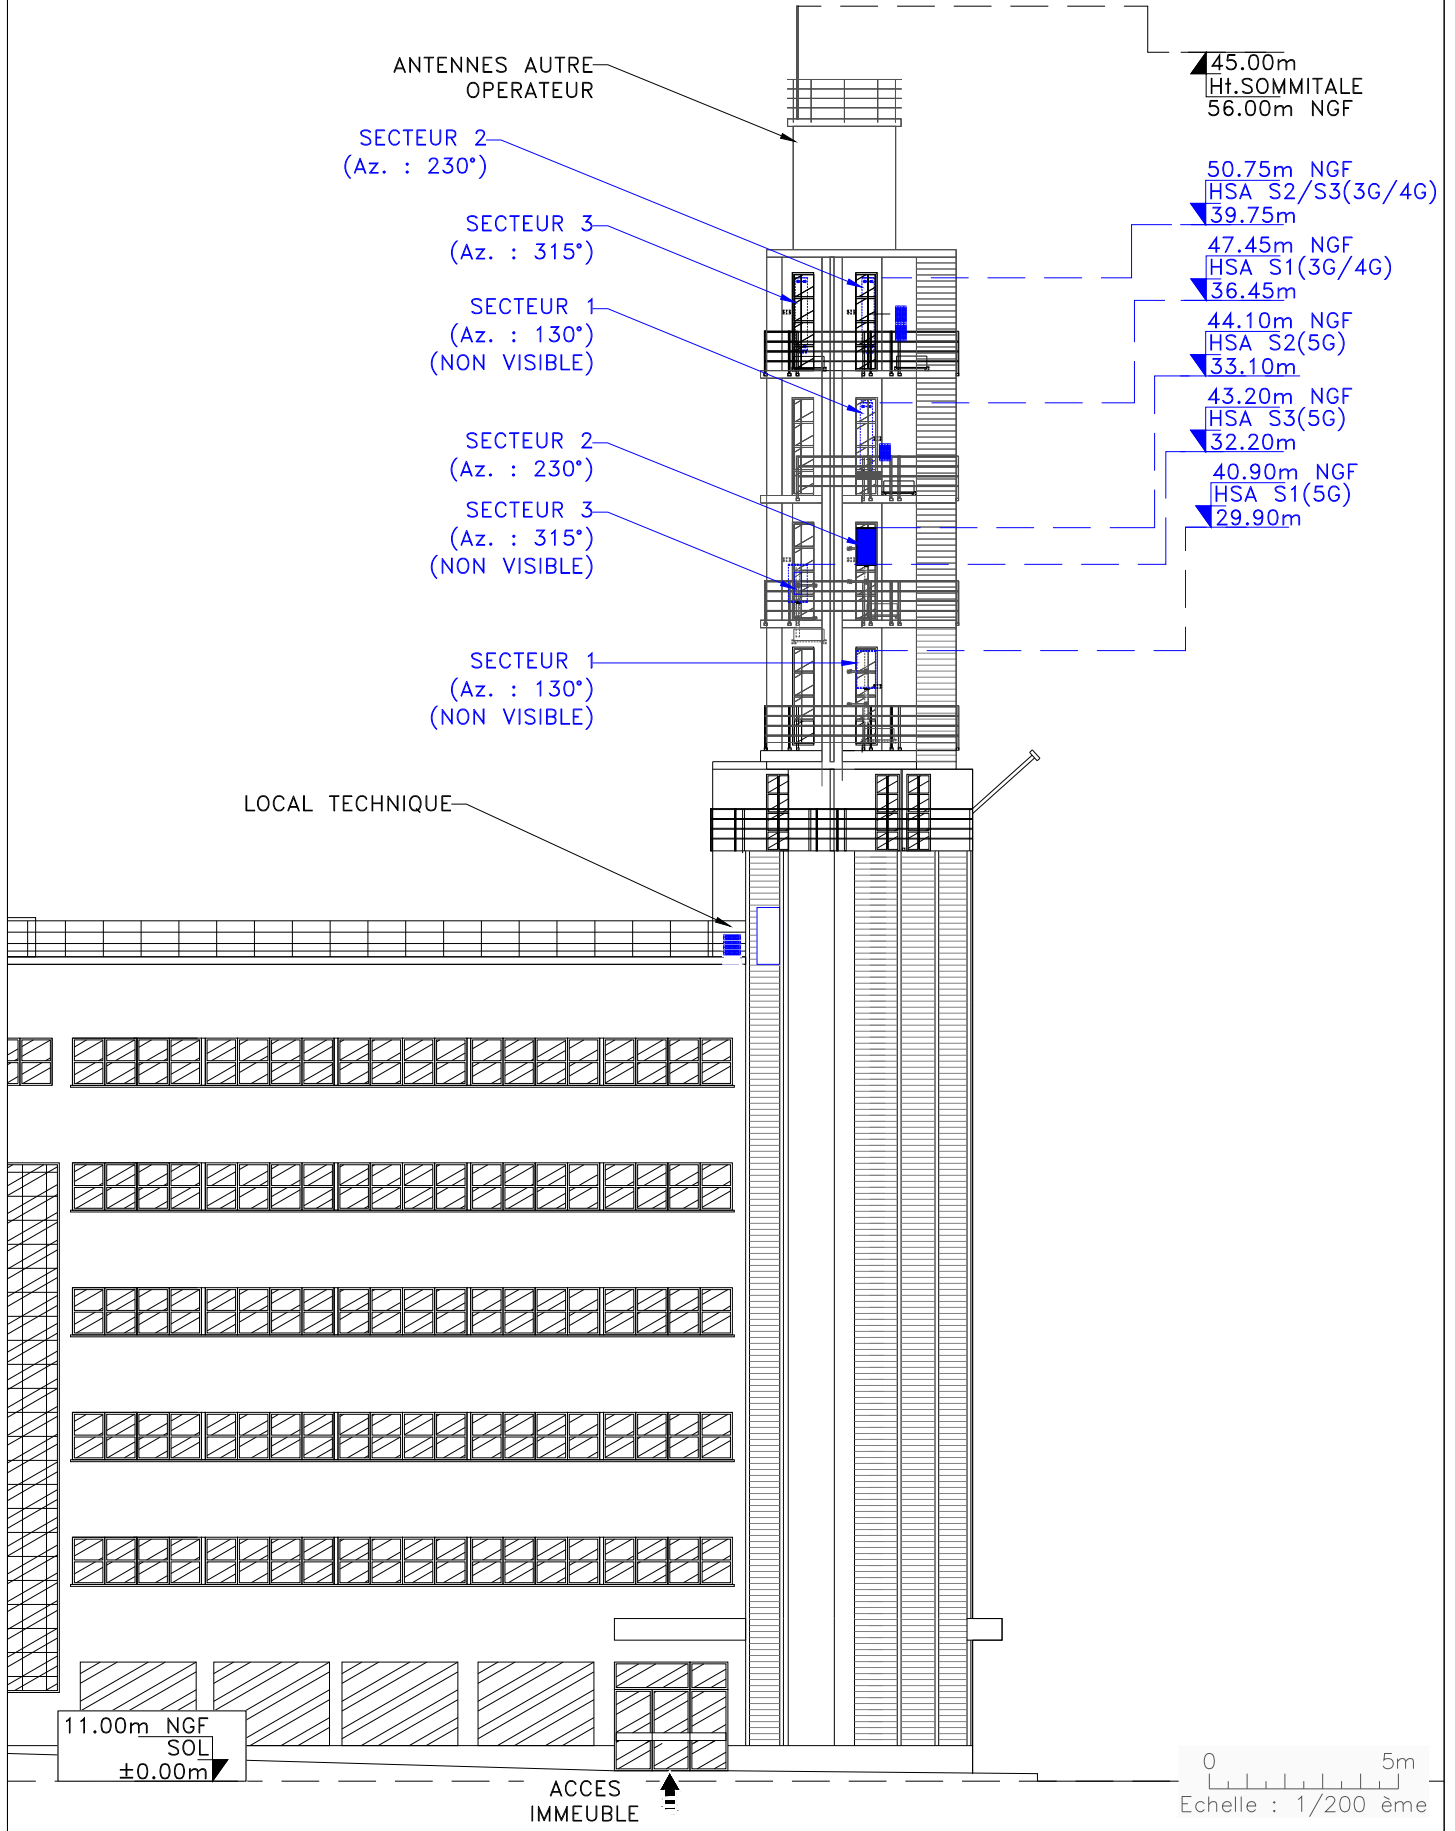 ANTENNES AUTRE
OPERATEUR
SECTEUR 2
(Az. : 230°)
SECTEUR 3
(Az. : 315°)
SECTEUR 1
(Az. : 130°)
(NON VISIBLE)
SECTEUR 2
(Az. : 230°)
SECTEUR 3
(Az. : 315°)
(NON VISIBLE)
SECTEUR 1
(Az. : 130°)
(NON VISIBLE)
LOCAL TECHNIQUE
45.00m
Ht.SOMMITALE
56.00m NGF
50.75m NGF
HSA S2/S3(3G/4G)
39.75m
47.45m NGF
HSA S1(3G/4G)
36.45m
44.10m NGF
HSA S2(5G)
33.10m
43.20m NGF
HSA S3(5G)
32.20m
40.90m NGF
HSA S1(5G)
29.90m
11.00m NGF
SOL
±0.00m
ACCES
IMMEUBLE
0 5m
Echelle : 1/200 ème